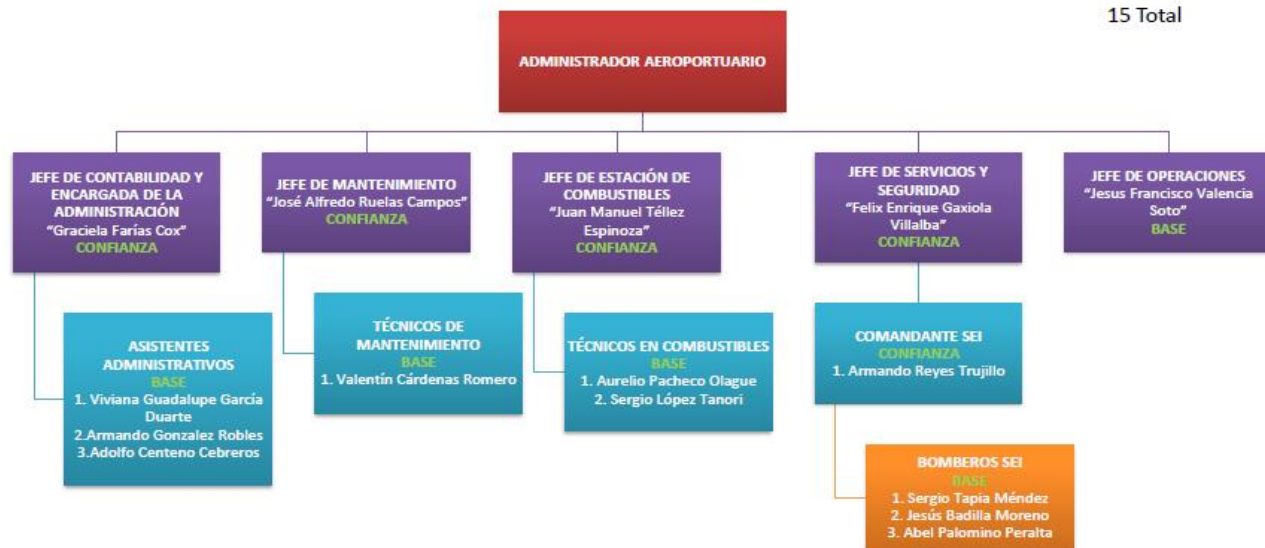 15 Total
ADMINISTRADOR AEROPORTUARIO
JEFE DE CONTABILIDAD Y
ENCARGADA DE LA
ADMINISTRACIÓN
“Graciela Farías Cox”
CONFIANZA
JEFE DE MANTENIMIENTO
“José Alfredo Ruelas Campos”
CONFIANZA
JEFE DE ESTACIÓN DE
COMBUSTIBLES
“Juan Manuel Téllez
Espinoza”
CONFIANZA
JEFE DE SERVICIOS Y
SEGURIDAD
“Felix Enrique Gaxiola
Villalba”
CONFIANZA
JEFE DE OPERACIONES
“Jesus Francisco Valencia
Soto”
BASE
ASISTENTES
ADMINISTRATIVOS
BASE
1. Viviana Guadalupe García
Duarte
2.Armando Gonzalez Robles
3.Adolfo Centeno Cebreros
TÉCNICOS DE
MANTENIMIENTO
BASE
1. Valentín Cárdenas Romero
TÉCNICOS EN COMBUSTIBLES
BASE
1. Aurelio Pacheco Olague
2. Sergio López Tanori
COMANDANTE SEI
CONFIANZA
1. Armando Reyes Trujillo
BOMBEROS SEI
BASE
1. Sergio Tapia Méndez
2. Jesús Badilla Moreno
3. Abel Palomino Peralta